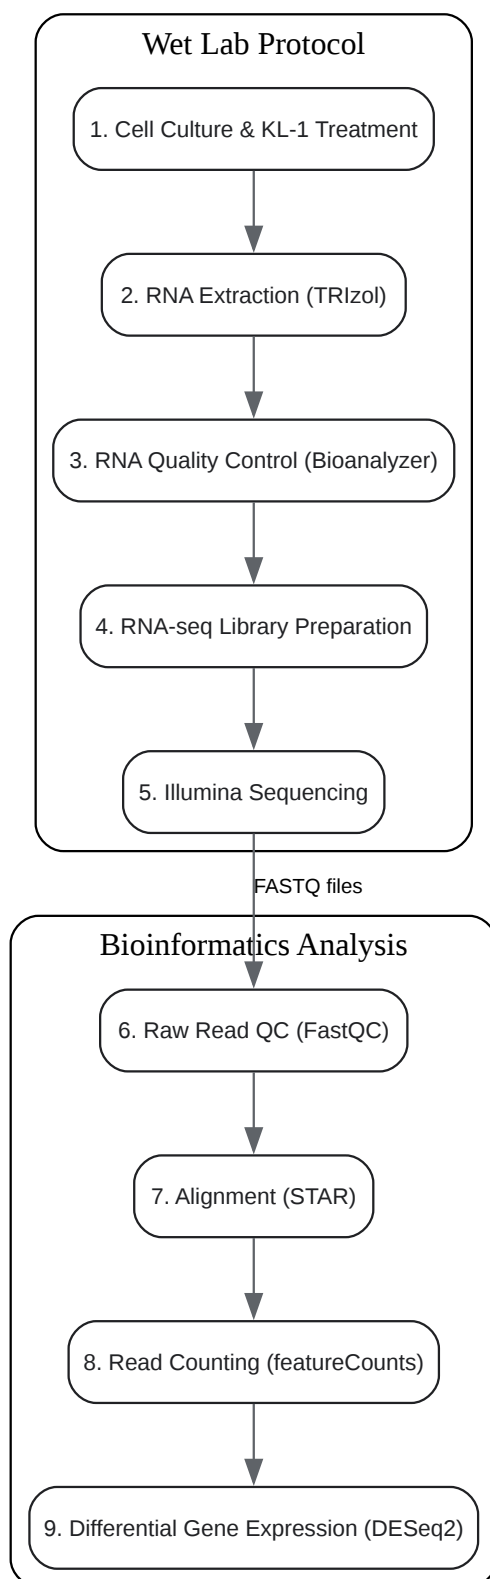 Wet Lab Protocol
1. Cell Culture & KL-1 Treatment
2. RNA Extraction (TRIzol)
3. RNA Quality Control (Bioanalyzer)
4. RNA-seq Library Preparation
5. Illumina Sequencing
FASTQ files
Bioinformatics Analysis
6. Raw Read QC (FastQC)
7. Alignment (STAR)
8. Read Counting (featureCounts)
9. Differential Gene Expression (DESeq2)